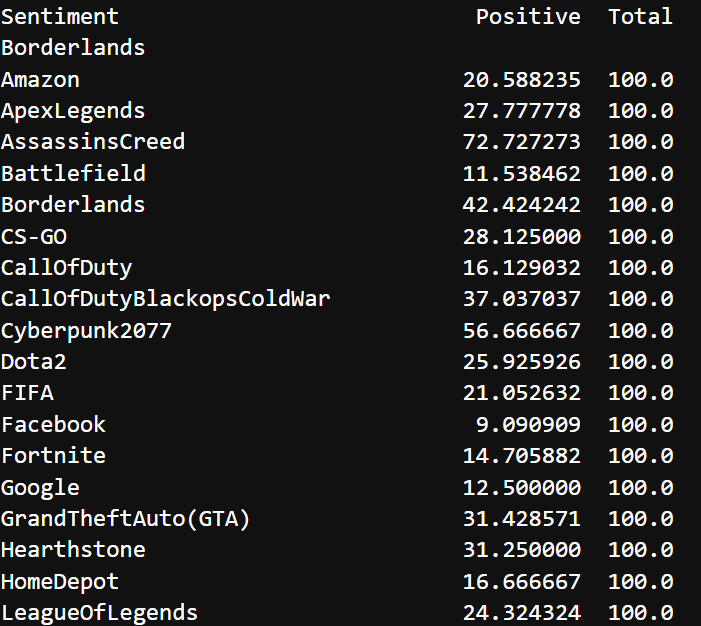 Sentiment Positive Total
Borderlands
Amazon 20.588235 100.0
ApexLegends 27.777778 100.0
AssassinsCreed 72.727273 100.0
Battlefield 11.538462 100.0
Borderlands 42.424242 100.0
CS-GO 28.125000 100.0
CallOfDuty 16.129032 100.0
CallOfDutyBlackopsColdWar 37.037037 100.0
Cyberpunk2077 56.666667 100.0
Dota2 25.925926 100.0
FIFA 21.052632 100.0
Facebook 9.090909 100.0
Fortnite 14.705882 100.0
Google 12.500000 100.0
GrandTheftAuto(GTA) 31.428571 100.0
Hearthstone 31.250000 100.0
HomeDepot 16.666667 100.0
LeagueOfLegends 24.324324 100.0